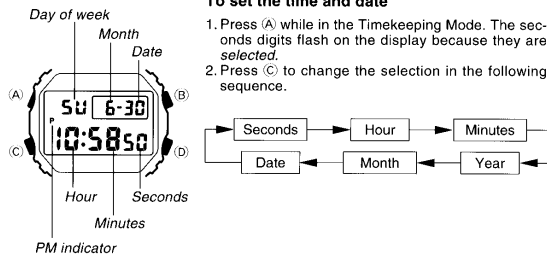 To set the time and date
Day of week
Month
Date
1. Press Ⓐ while in the Timekeeping Mode. The sec-
onds digits flash on the display because they are
selected.
2. Press Ⓒ to change the selection in the following
sequence.
Ⓐ
Ⓑ
SU 6-30
P
10:58 50
Ⓒ
Ⓓ
Hour
Seconds
Minutes
PM indicator
Seconds Hour Minutes
Date Month Year